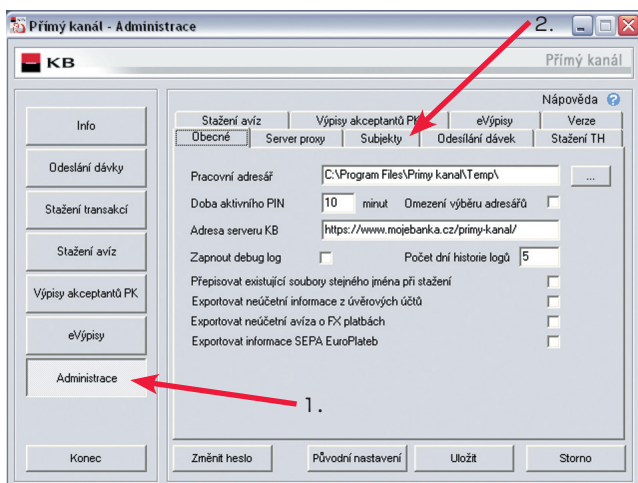 Přímý kanál - Administrace
2.
KB
Přímý kanál
Nápověda
Info
Odeslání dávky
Stažení transakcí
Stažení avíz
Výpisy akceptantů PK
eVýpisy
Administrace
Konec
Stažení avíz Výpisy akceptantů PK eVýpisy Verze
Obecné Server proxy Subjekty Odesílání dávek Stažení TH
Pracovní adresář C:\Program Files\Primy kanal\Temp\ ...
Doba aktivního PIN 10 minut Omezení výběru adresářů
Adresa serveru KB https://www.mojebanka.cz/primy-kanal/
Zapnout debug log Počet dní historie logů 5
Přepisovat existující soubory stejného jména při stažení
Exportovat neúčetní informace z úvěrových účtů
Exportovat neúčetní avíza o FX platbách
Exportovat informace SEPA EuroPlateb
1.
Změnit heslo Původní nastavení Uložit Storno